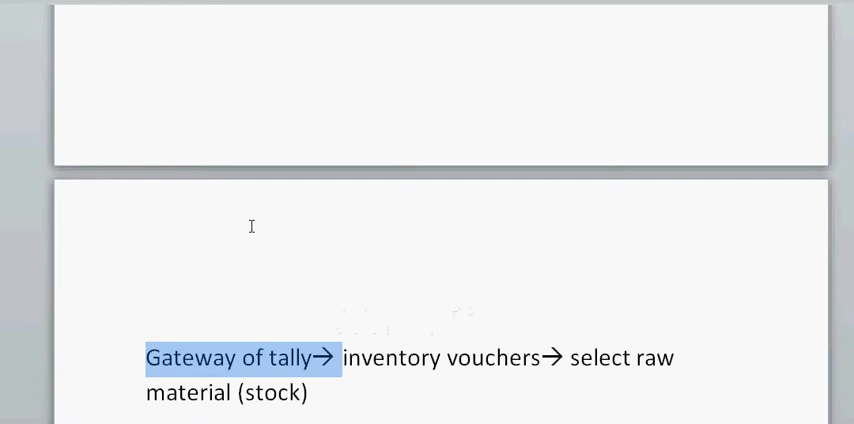 Gateway of tally→ inventory vouchers→ select raw
material (stock)